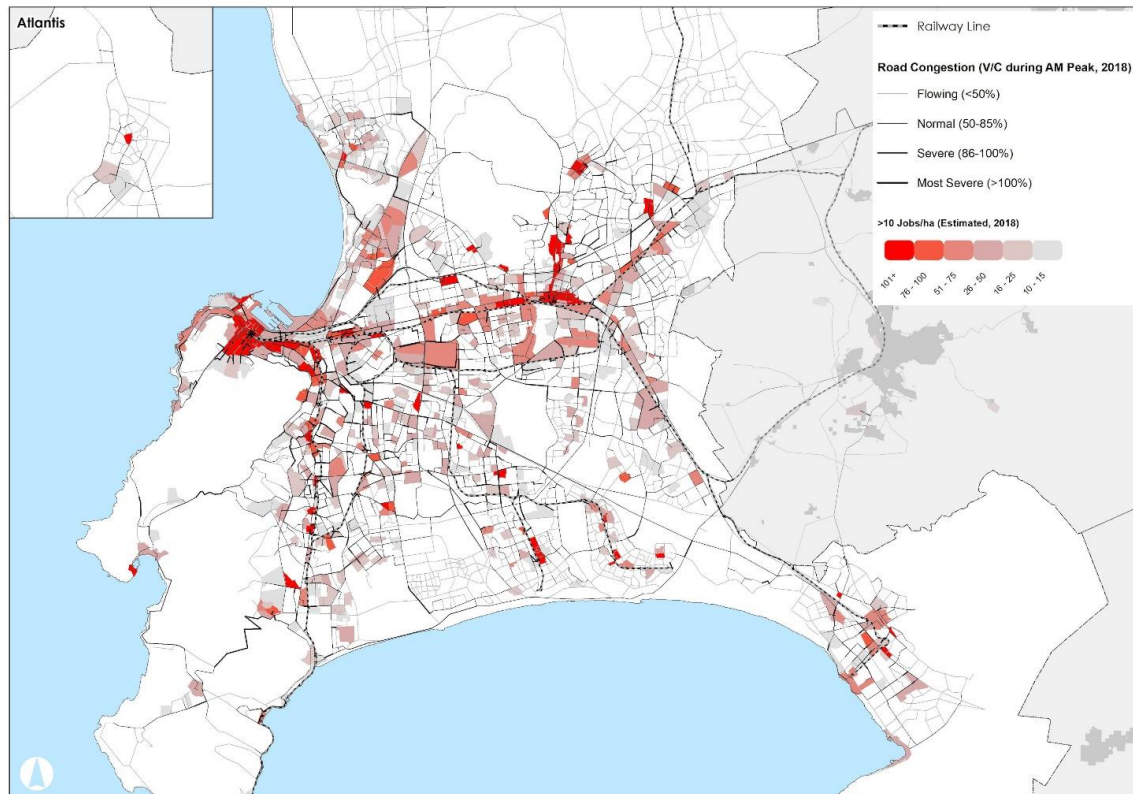 Atlantis
Railway Line
Road Congestion (V/C during AM Peak, 2018)
Flowing (<50%)
Normal (50-85%)
Severe (86-100%)
Most Severe (>100%)
>10 Jobs/ha (Estimated, 2018)
101+
76 - 100
51 - 75
26 - 50
16 - 25
10 - 15